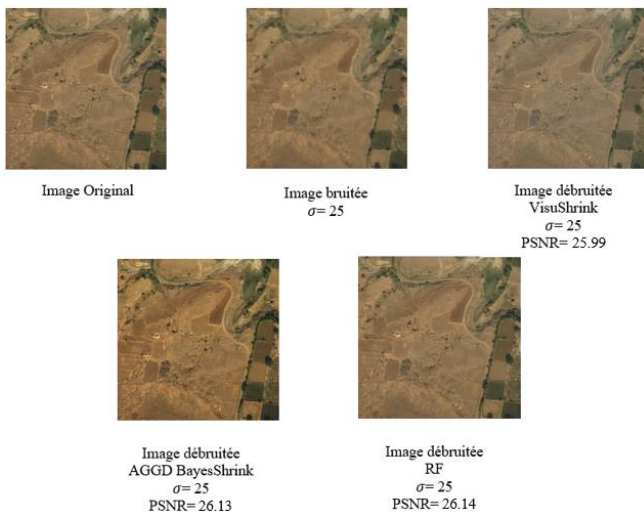 Image Original
Image bruitée
σ= 25
Image débruitée
VisuShrink
σ= 25
PSNR= 25.99
Image débruitée
AGGD BayesShrink
σ= 25
PSNR= 26.13
Image débruitée
RF
σ= 25
PSNR= 26.14